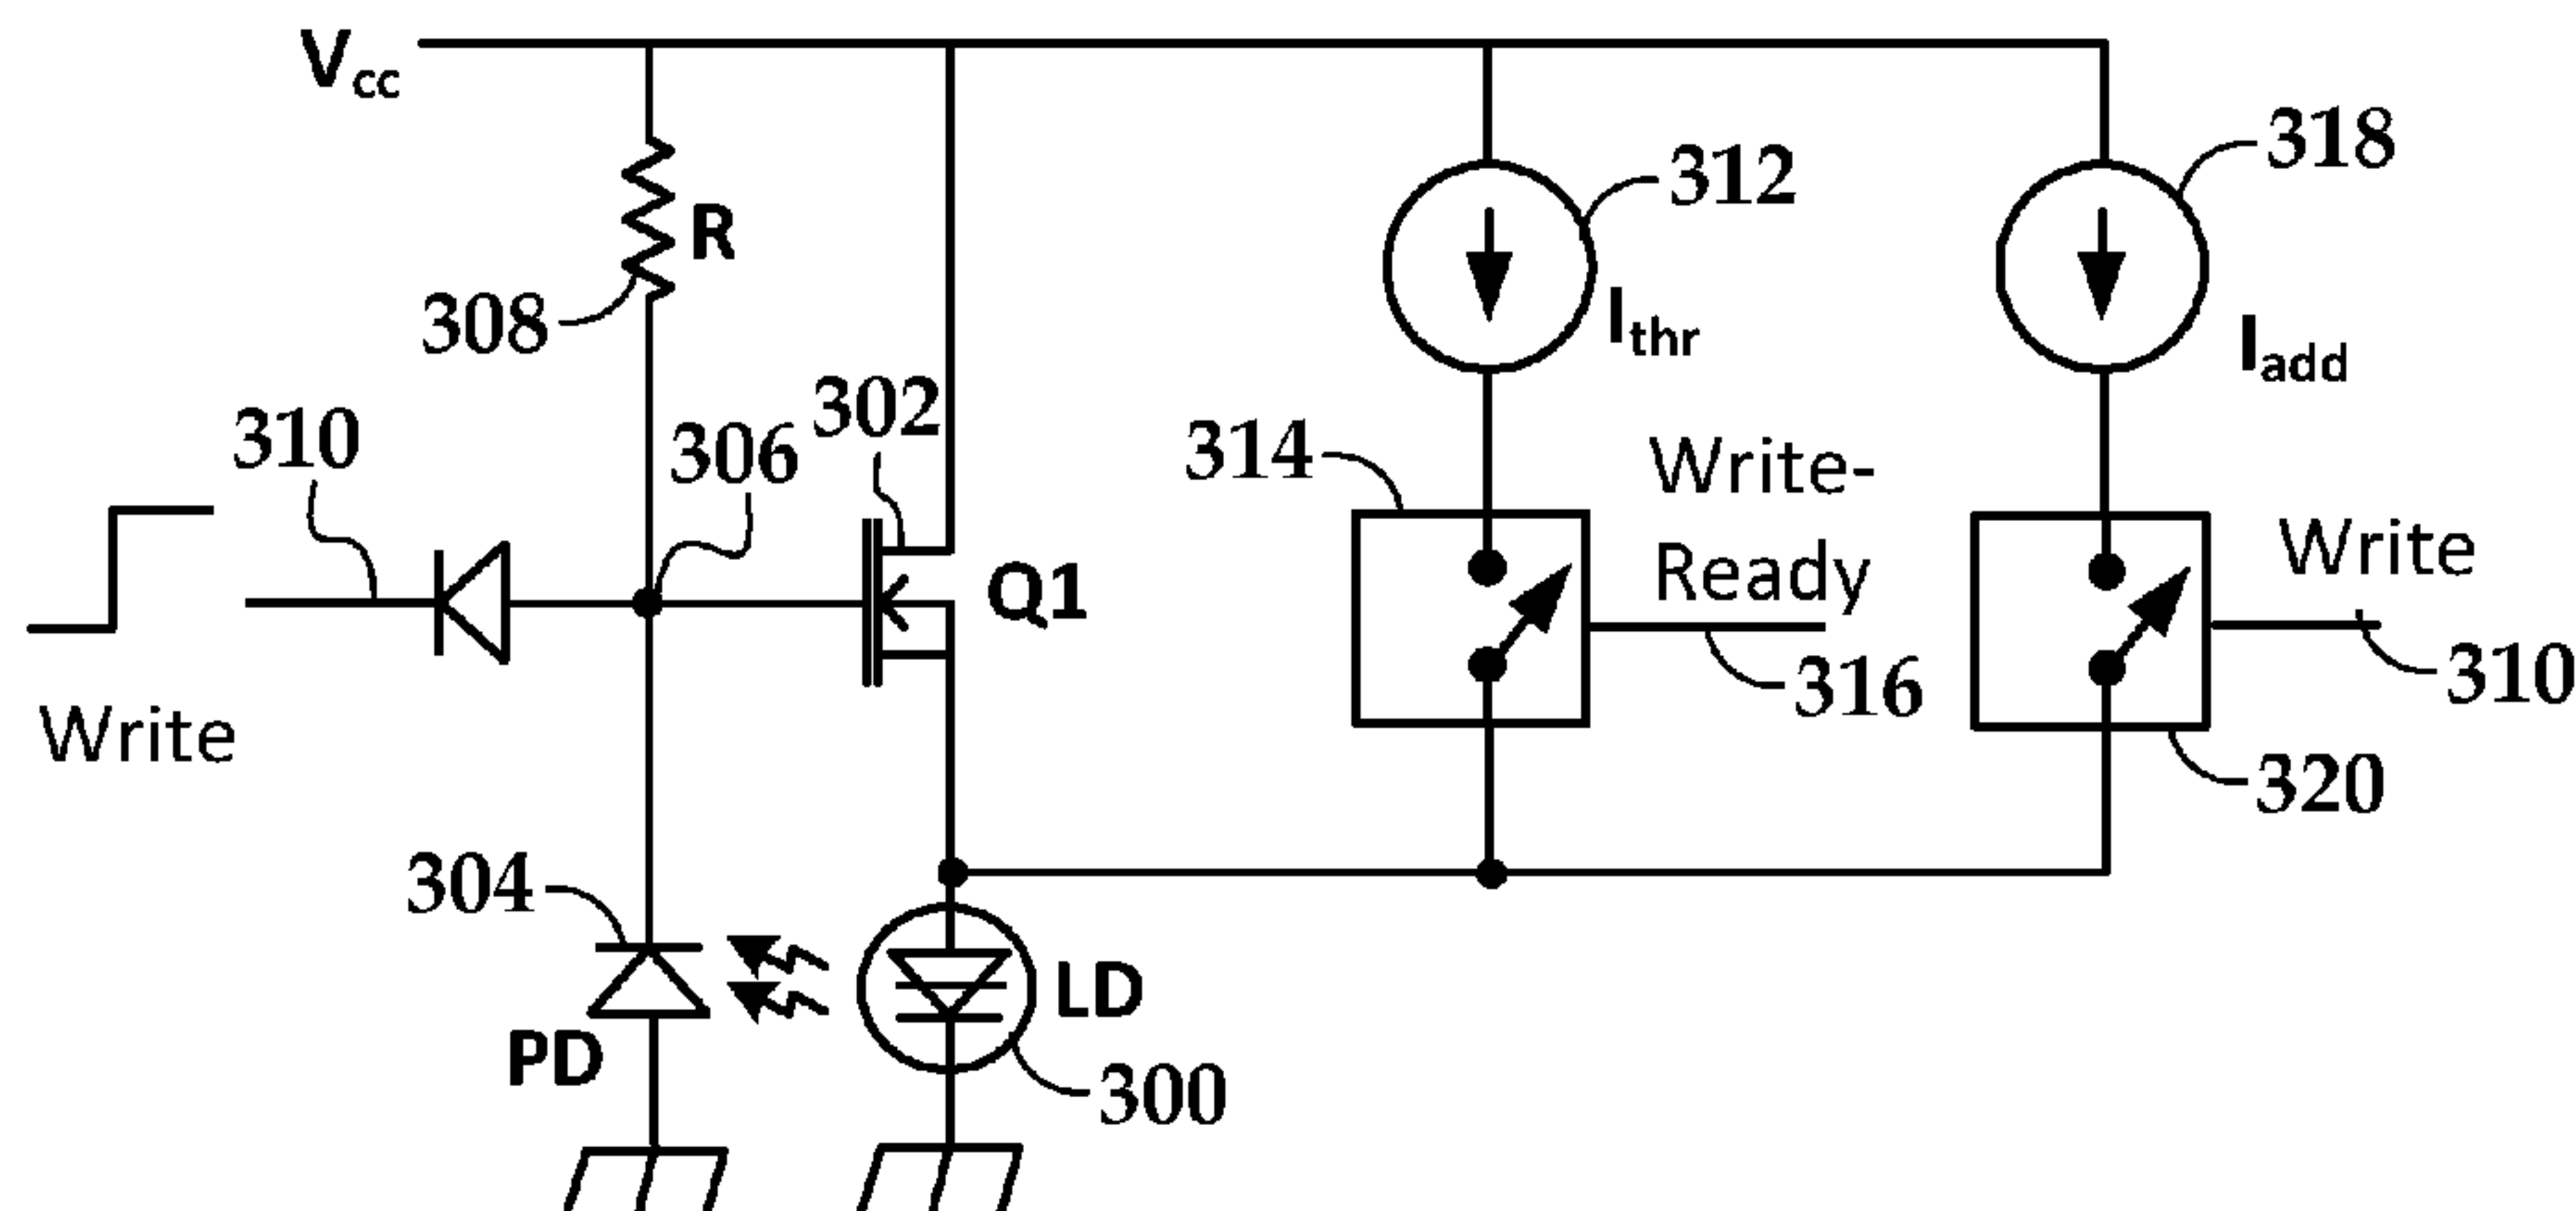 Vcc
318
312
R
308
Ithr
Iadd
302
310
306
314
Write-
Ready
Write
Q1
316
310
Write
320
304
LD
PD
300